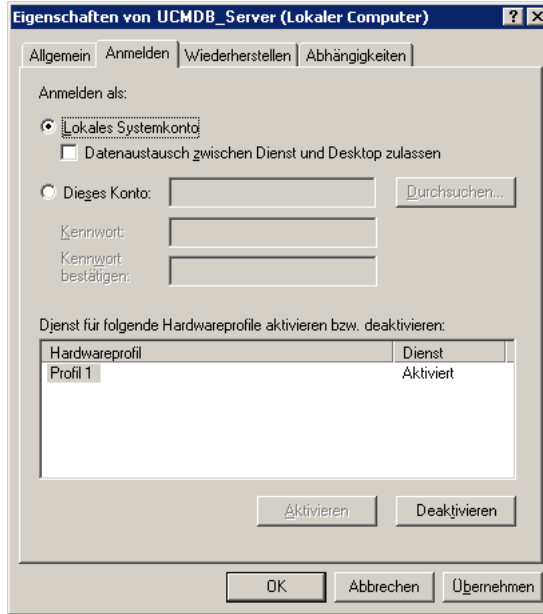 Eigenschaften von UCMDB_Server (Lokaler Computer)
Allgemein Anmelden Wiederherstellen Abhängigkeiten
Anmelden als:
Lokales Systemkonto
Datenaustausch zwischen Dienst und Desktop zulassen
Dieses Konto: Durchsuchen...
Kennwort:
Kennwort
bestätigen:
Dienst für folgende Hardwareprofile aktivieren bzw. deaktivieren:
Hardwareprofil Dienst
Profil 1 Aktiviert
Aktivieren Deaktivieren
OK Abbrechen Übernehmen